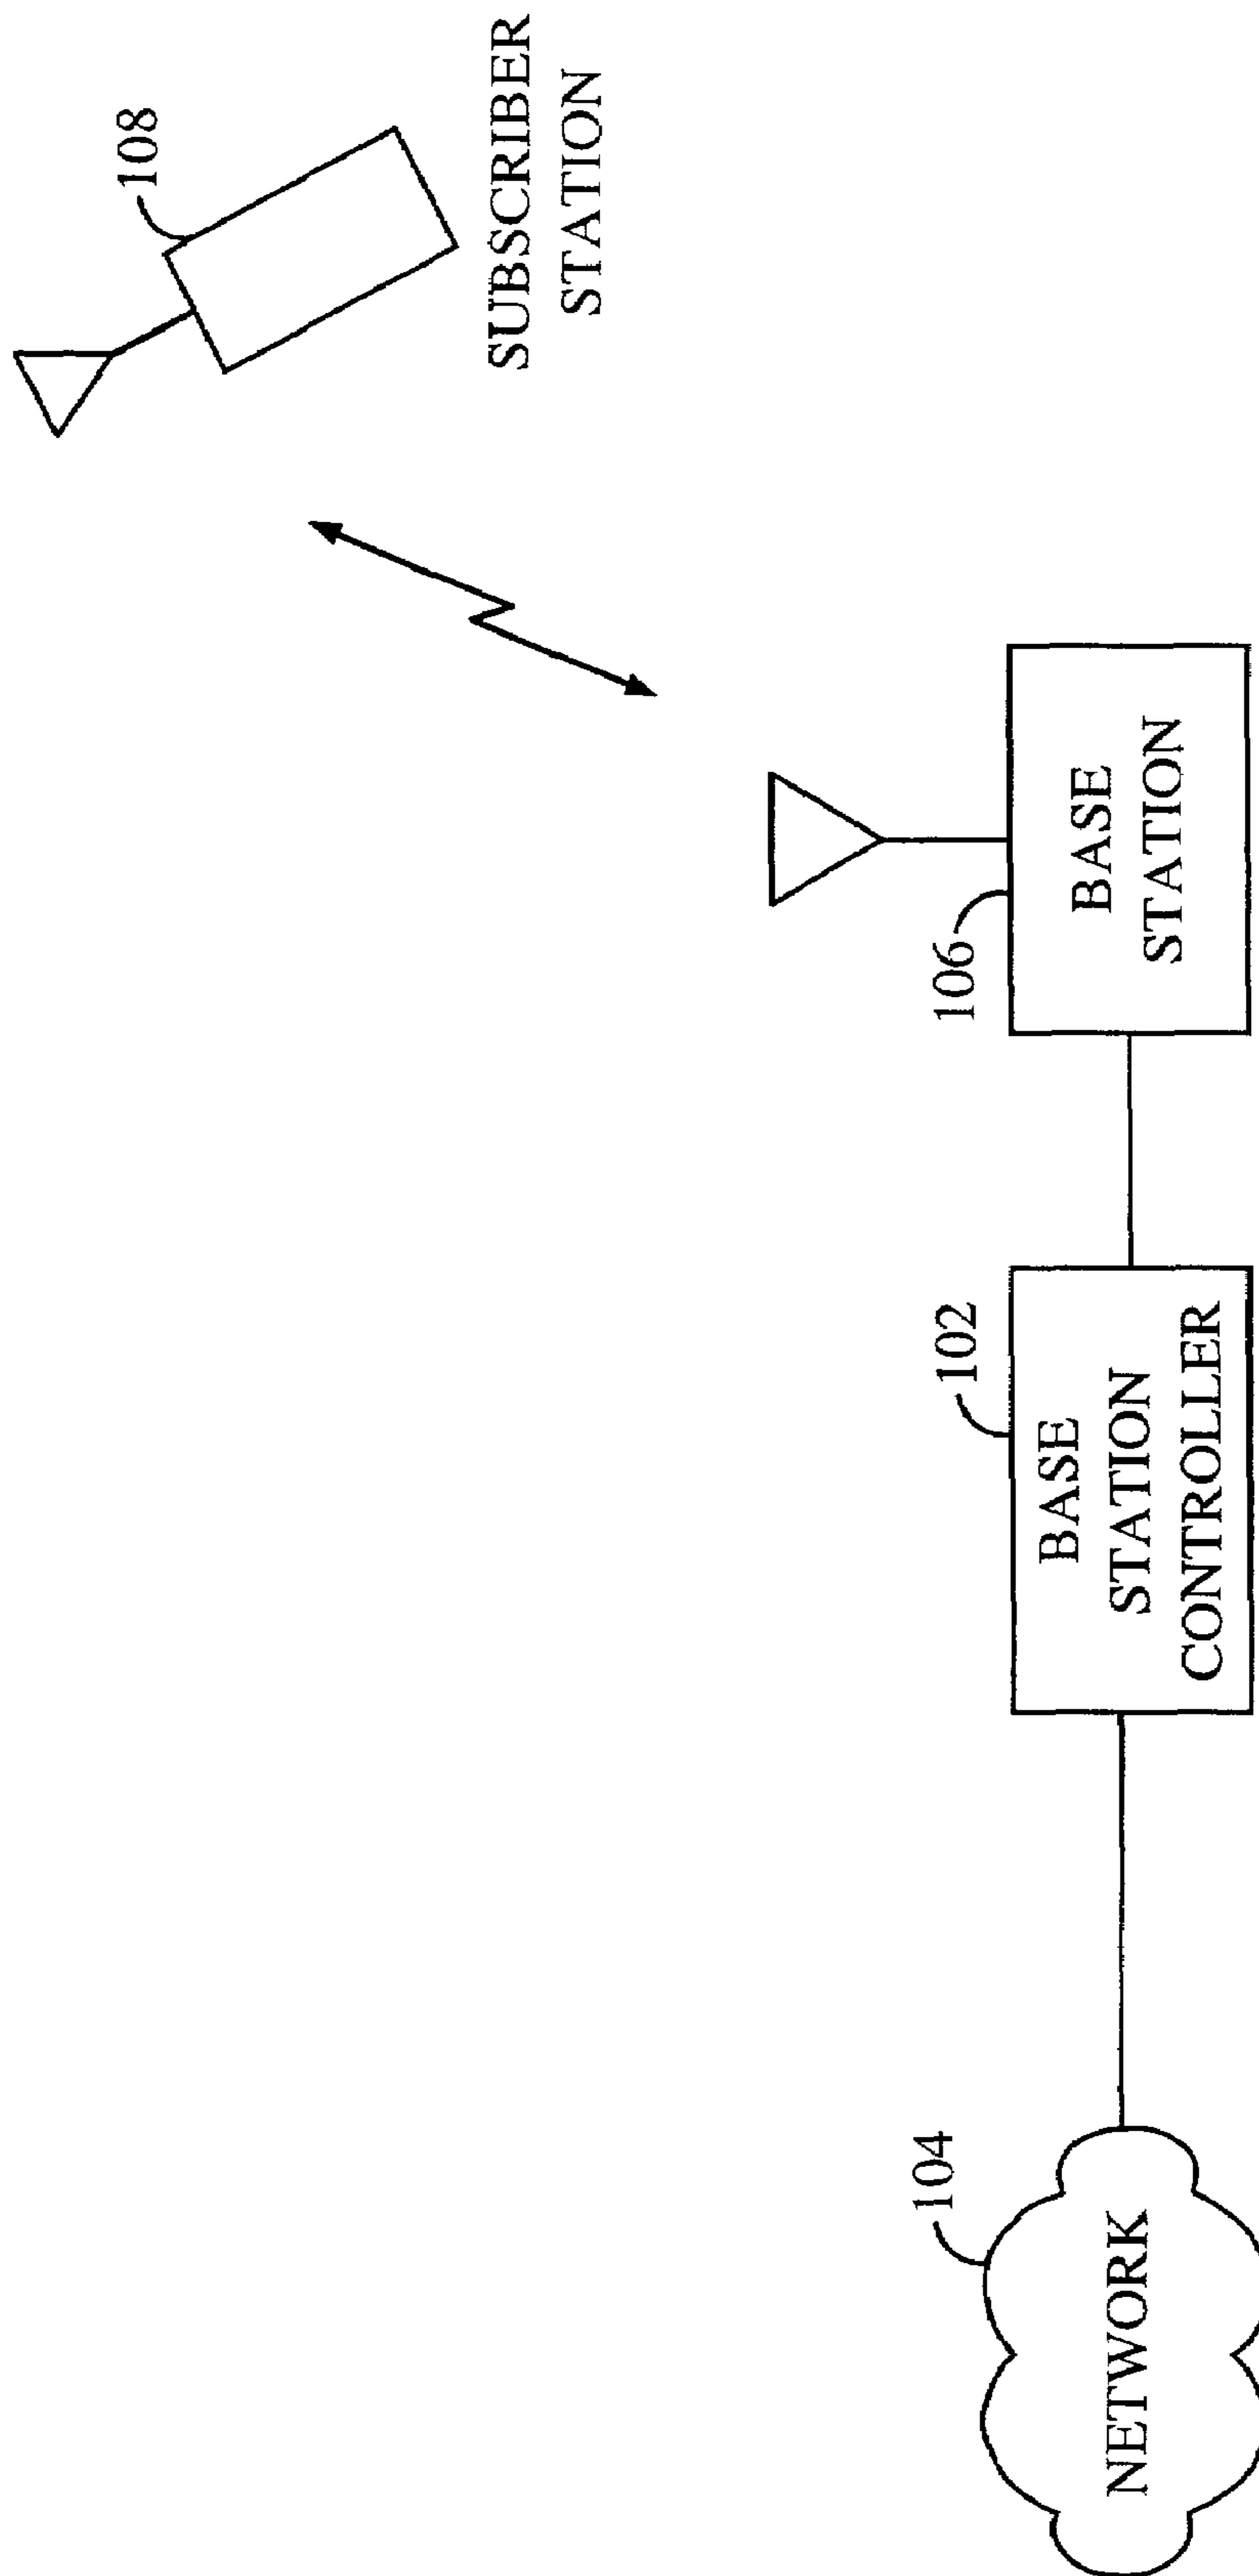 108
SUBSCRIBER
STATION
106
BASE
STATION
102
BASE
STATION
CONTROLLER
104
NETWORK